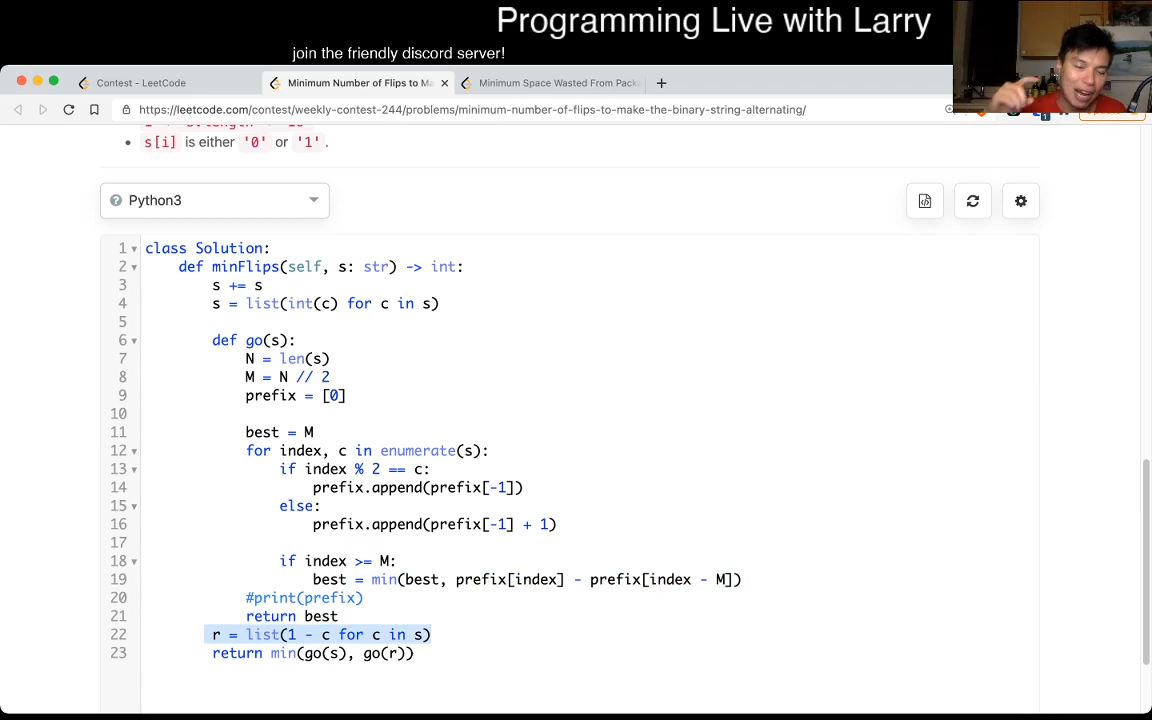 Programming Live with Larry
join the friendly discord server!
Contest - LeetCode
Minimum Number of Flips to Ma
Minimum Space Wasted From Packa
https://leetcode.com/contest/weekly-contest-244/problems/minimum-number-of-flips-to-make-the-binary-string-alternating/
s[i] is either '0' or '1'.
Python3
1 class Solution:
2 def minFlips(self, s: str) -> int:
3 s += s
4 s = list(int(c) for c in s)
5
6 def go(s):
7 N = len(s)
8 M = N // 2
9 prefix = [0]
10
11 best = M
12 for index, c in enumerate(s):
13 if index % 2 == c:
14 prefix.append(prefix[-1])
15 else:
16 prefix.append(prefix[-1] + 1)
17
18 if index >= M:
19 best = min(best, prefix[index] - prefix[index - M])
20 #print(prefix)
21 return best
22 r = list(1 - c for c in s)
23 return min(go(s), go(r))